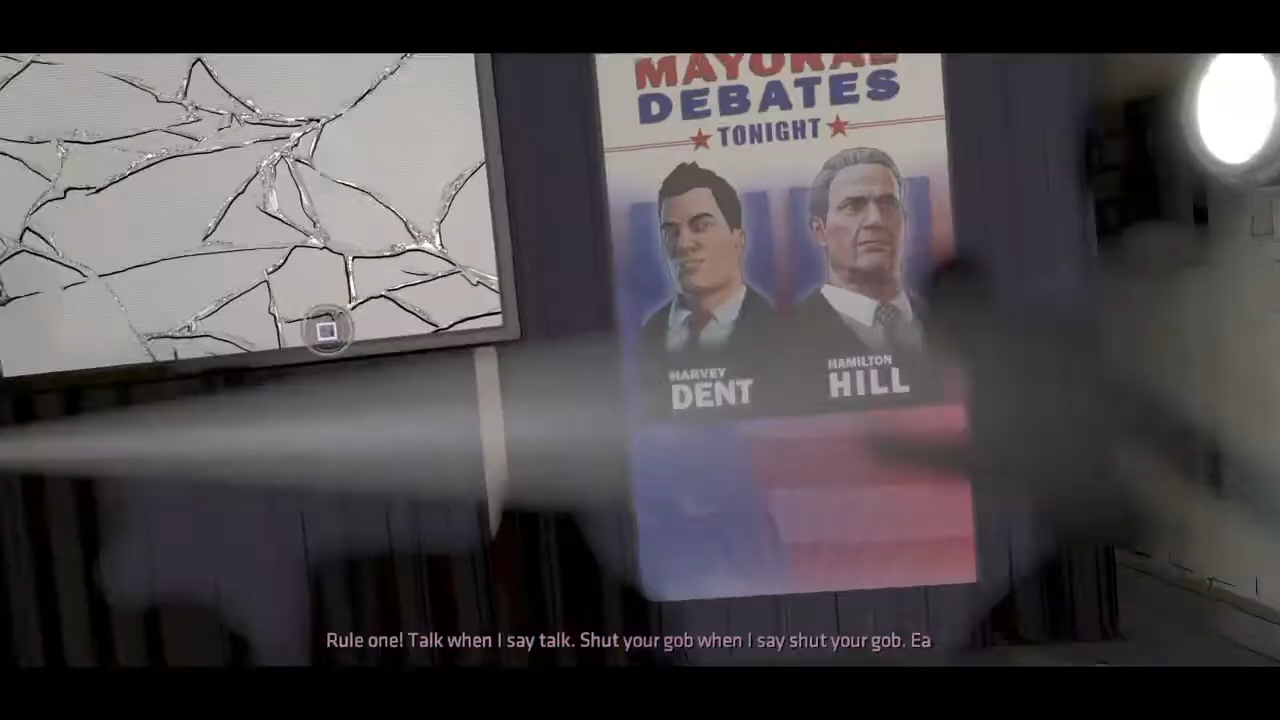 MAYORAL
DEBATES
TONIGHT
HARVEY
DENT
HAMILTON
HILL
Rule one! Talk when I say talk. Shut your gob when I say shut your gob. Ea